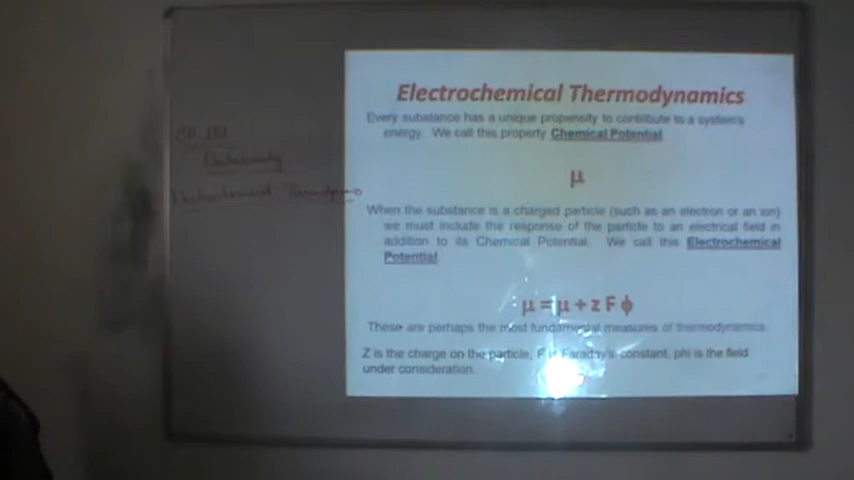 Electrochemical Thermodynamics
Every substance has a unique propensity to contribute to a system's
energy. We call this property Chemical Potential.
μ
When the substance is a charged particle (such as an electron or an ion)
we must include the response of the particle to an electrical field in
addition to its Chemical Potential. We call this Electrochemical
Potential.
μ = μ + z F ϕ
These are perhaps the most fundamental measures of thermodynamics.
Z is the charge on the particle, F is Faraday's constant, phi is the field
under consideration.
Electrochemical Thermodynamics